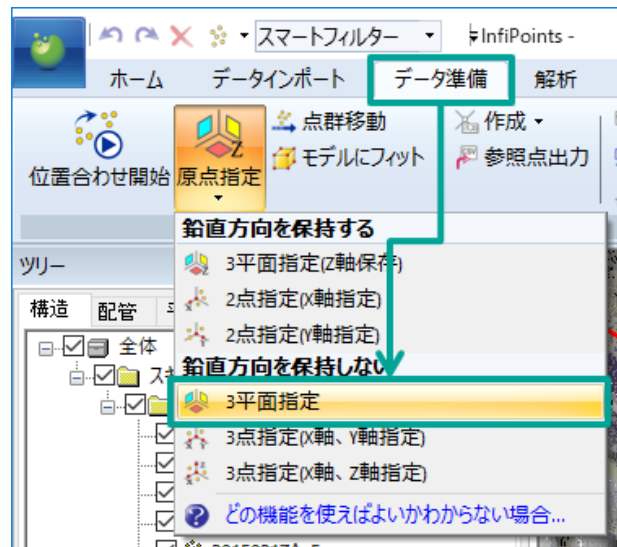 スマートフィルター
InfiPoints -
ホーム データインポート データ準備 解析
位置合わせ開始
原点指定
点群移動
モデルにフィット
作成
参照点出力
鉛直方向を保持する
3平面指定(Z軸保存)
2点指定(X軸指定)
2点指定(Y軸指定)
鉛直方向を保持しない
3平面指定
3点指定(X軸、Y軸指定)
3点指定(X軸、Z軸指定)
どの機能を使えばよいかわからない場合...
ツリー
構造 配管
全体